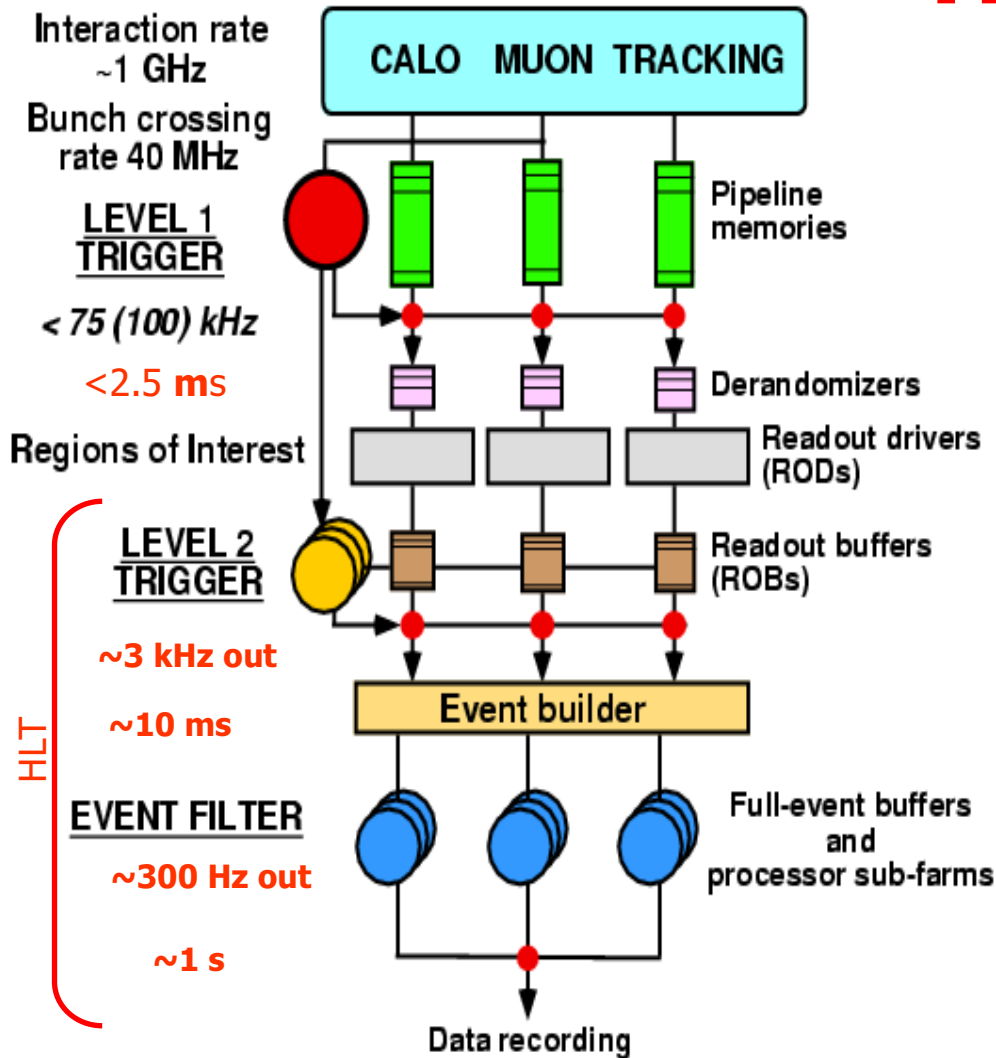 Interaction rate
~1 GHz
Bunch crossing
rate 40 MHz
CALO MUON TRACKING
LEVEL 1
TRIGGER
Pipeline
memories
< 75 (100) kHz
<2.5 ms
Derandomizers
Regions of Interest
Readout drivers
(RODs)
LEVEL 2
TRIGGER
Readout buffers
(ROBs)
~3 kHz out
~10 ms
Event builder
HLT
EVENT FILTER
~300 Hz out
~1 s
Full-event buffers
and
processor sub-farms
Data recording